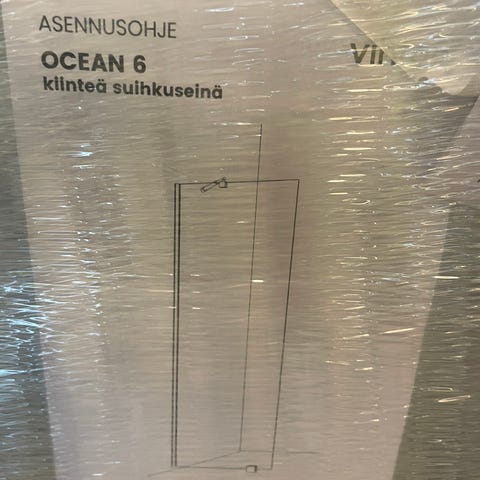 ASENNUSOHJE
OCEAN 6
kiinteä suihkuseinä